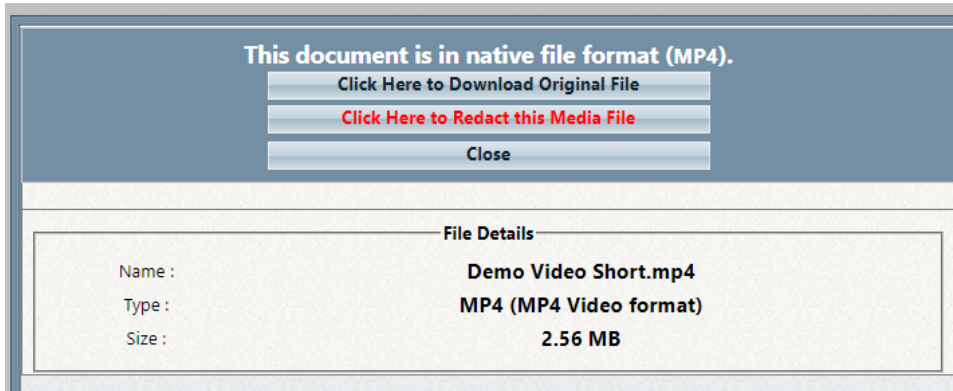 This document is in native file format (MP4).
Click Here to Download Original File
Click Here to Redact this Media File
Close
File Details
Name : Demo Video Short.mp4
Type : MP4 (MP4 Video format)
Size : 2.56 MB